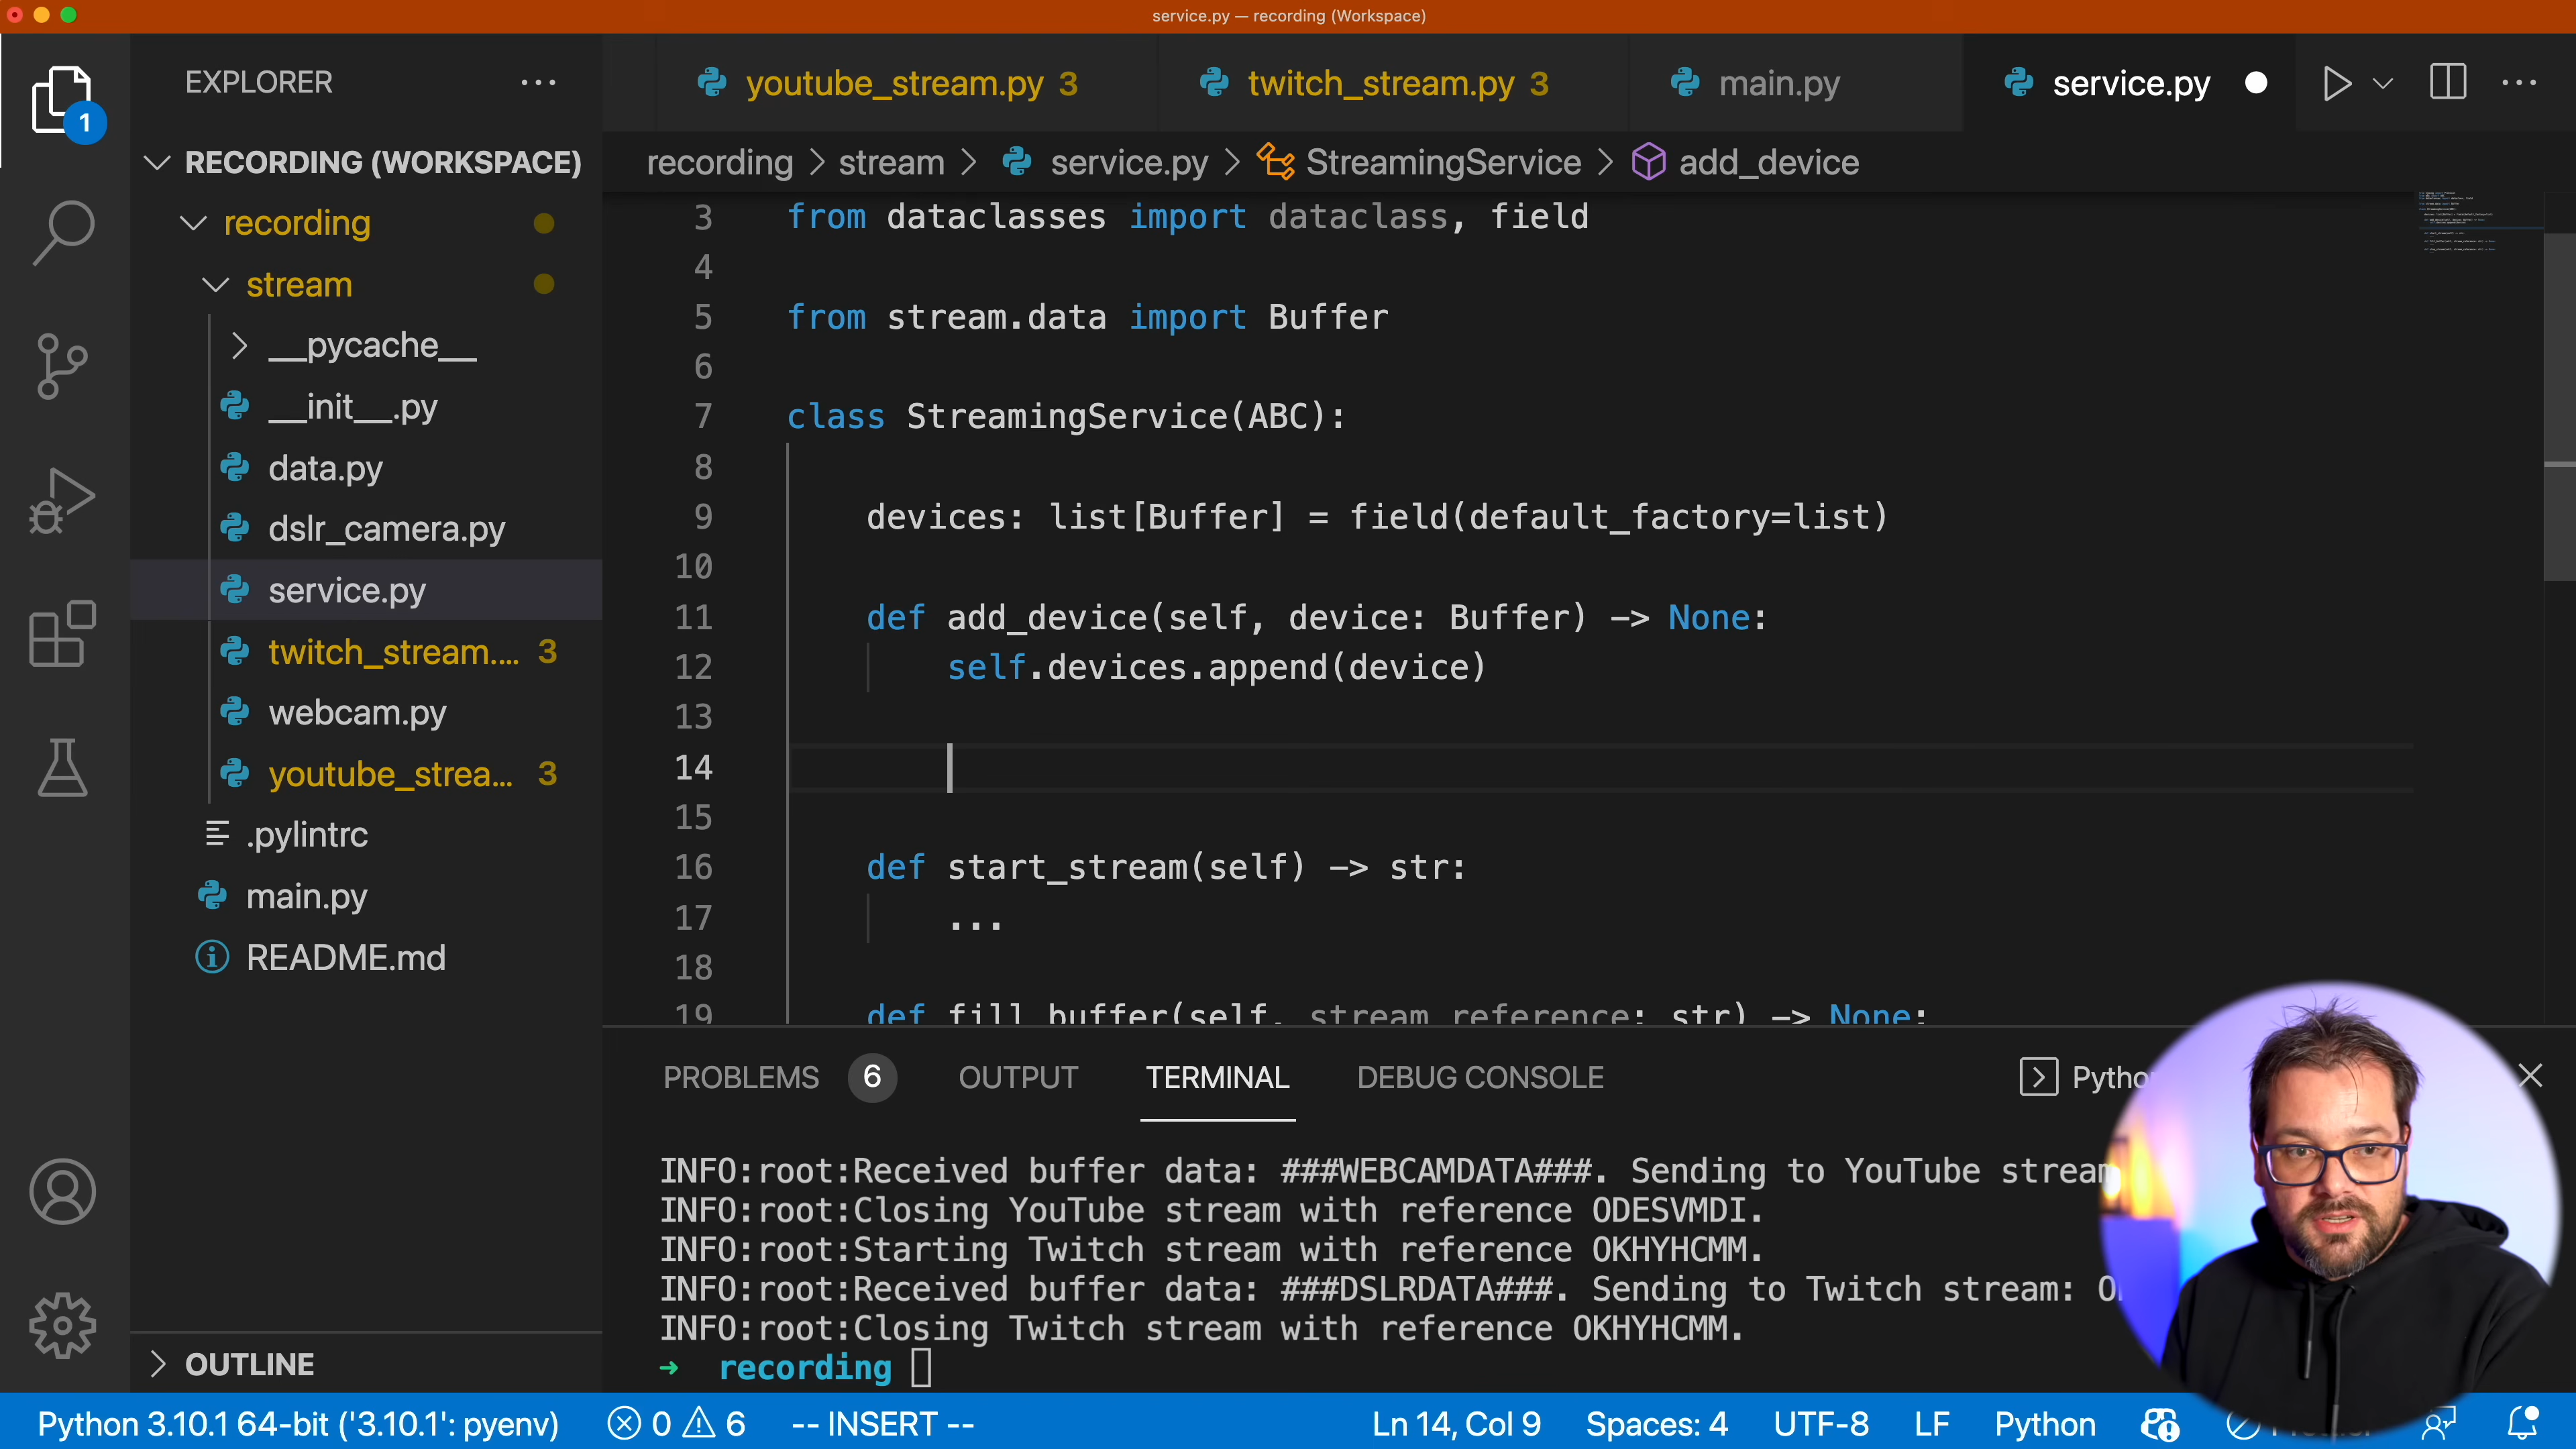 service.py — recording (Workspace)
EXPLORER
youtube_stream.py 3
twitch_stream.py 3
main.py
service.py
1
RECORDING (WORKSPACE)
recording
stream
__pycache__
__init__.py
data.py
dslr_camera.py
service.py
twitch_stream.... 3
webcam.py
youtube_strea... 3
.pylintrc
main.py
README.md
OUTLINE
recording > stream > service.py > StreamingService > add_device
3 from dataclasses import dataclass, field
4
5 from stream.data import Buffer
6
7 class StreamingService(ABC):
8
9 devices: list[Buffer] = field(default_factory=list)
10
11 def add_device(self, device: Buffer) -> None:
12 self.devices.append(device)
13
14
15
16 def start_stream(self) -> str:
17 ...
18
19 def fill_buffer(self, stream_reference: str) -> None:
PROBLEMS 6 OUTPUT TERMINAL DEBUG CONSOLE
INFO:root:Received buffer data: ###WEBCAMDATA###. Sending to YouTube stream
INFO:root:Closing YouTube stream with reference ODESVMDI.
INFO:root:Starting Twitch stream with reference OKHYHCMM.
INFO:root:Received buffer data: ###DSLRDATA###. Sending to Twitch stream:
INFO:root:Closing Twitch stream with reference OKHYHCMM.
➜ recording
Python 3.10.1 64-bit ('3.10.1': pyenv) 0 6 -- INSERT -- Ln 14, Col 9 Spaces: 4 UTF-8 LF Python